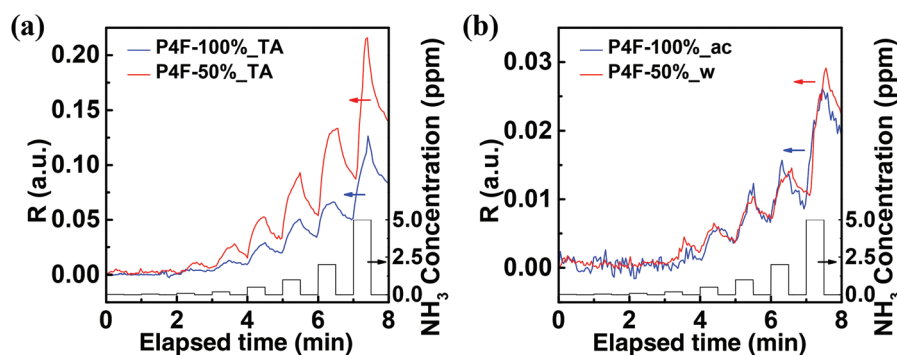 (a)
P4F-100%_TA
P4F-50%_TA
R (a.u.)
0.20
0.15
0.10
0.05
0.00
NH3 Concentration (ppm)
5.0
2.5
0.0
0 2 4 6 8
Elapsed time (min)
(b)
P4F-100%_ac
P4F-50%_w
R (a.u.)
0.03
0.02
0.01
0.00
NH3 Concentration (ppm)
5.0
2.5
0.0
0 2 4 6 8
Elapsed time (min)